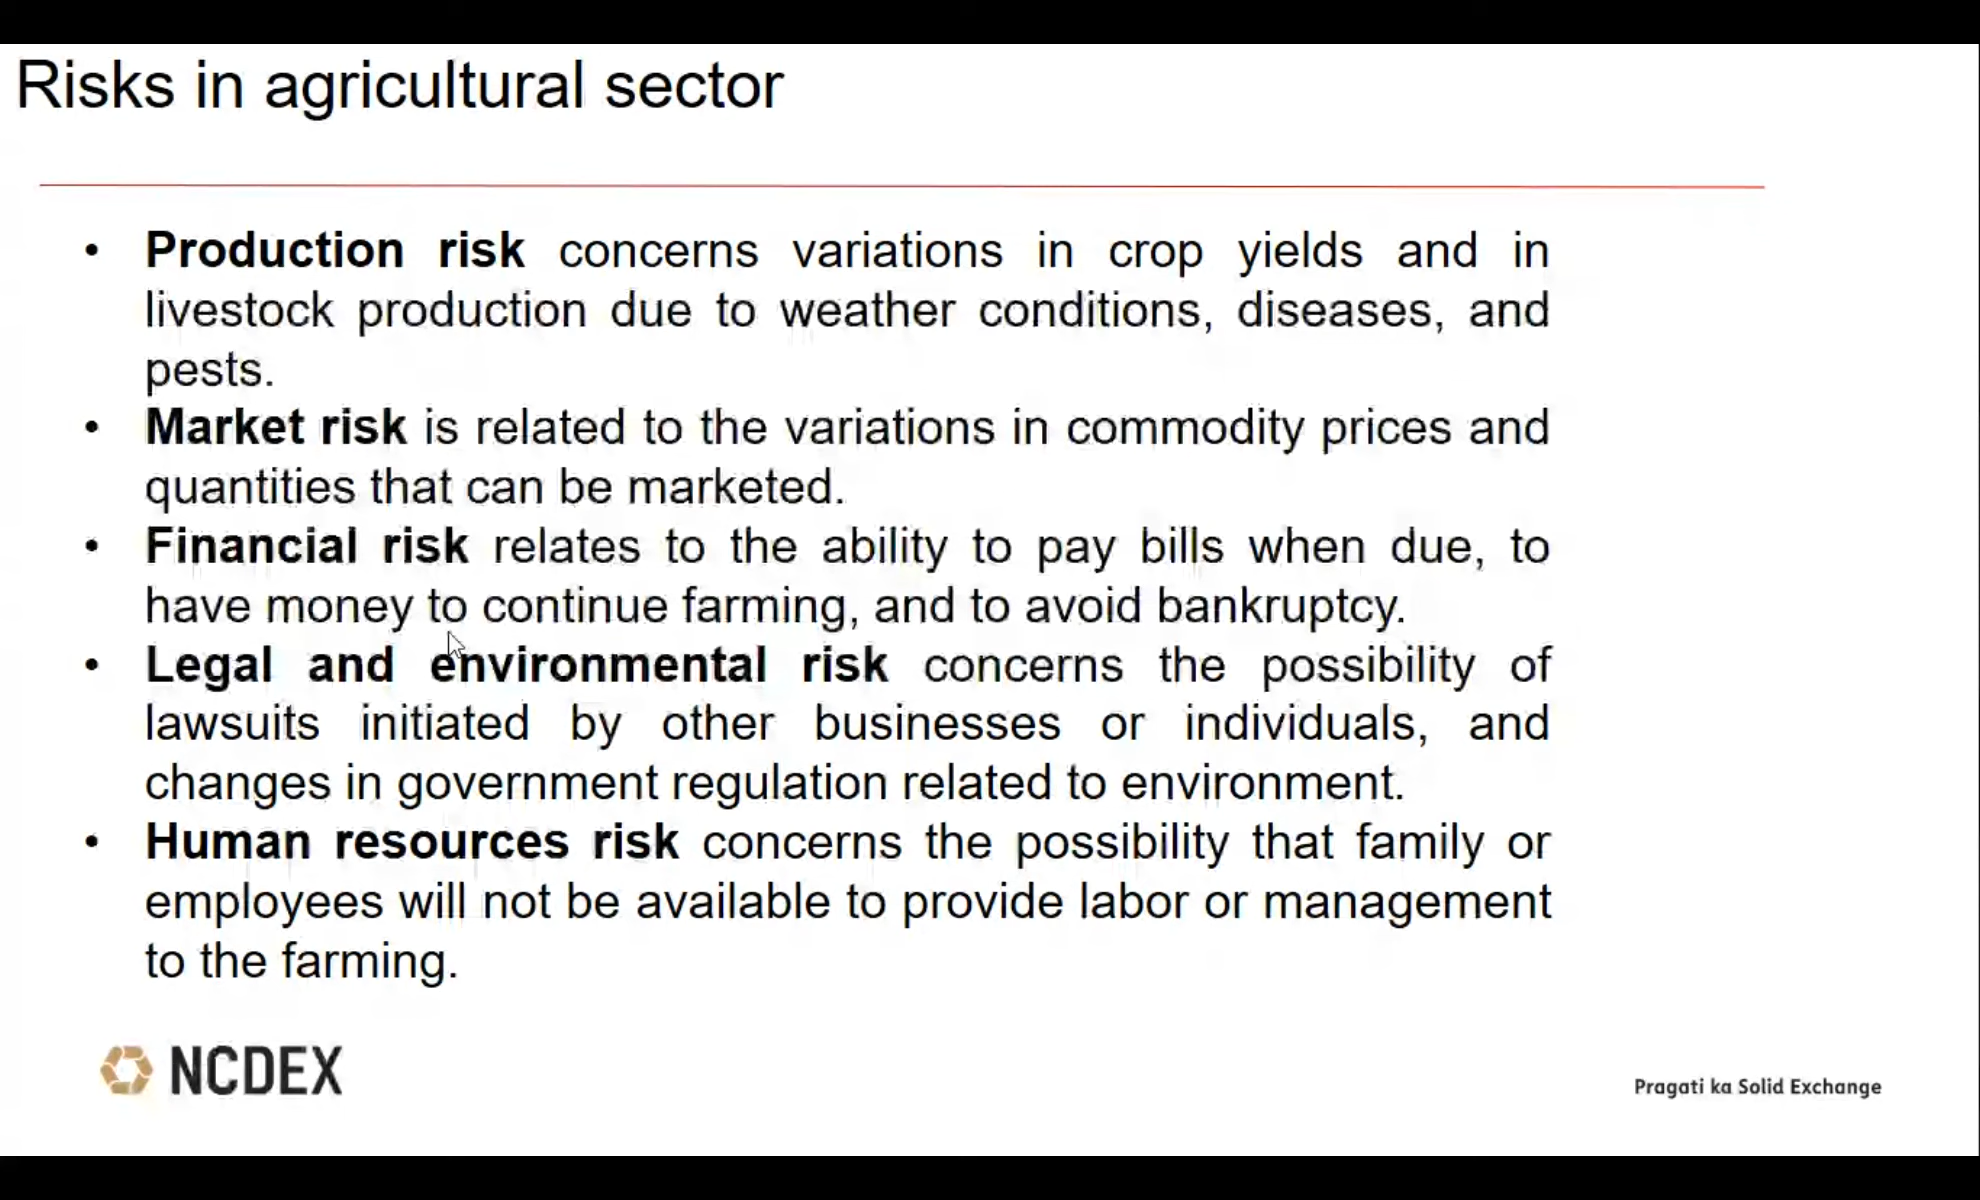 Risks in agricultural sector
• Production risk concerns variations in crop yields and in
livestock production due to weather conditions, diseases, and
pests.
• Market risk is related to the variations in commodity prices and
quantities that can be marketed.
• Financial risk relates to the ability to pay bills when due, to
have money to continue farming, and to avoid bankruptcy.
• Legal and environmental risk concerns the possibility of
lawsuits initiated by other businesses or individuals, and
changes in government regulation related to environment.
• Human resources risk concerns the possibility that family or
employees will not be available to provide labor or management
to the farming.
NCDEX
Pragati ka Solid Exchange